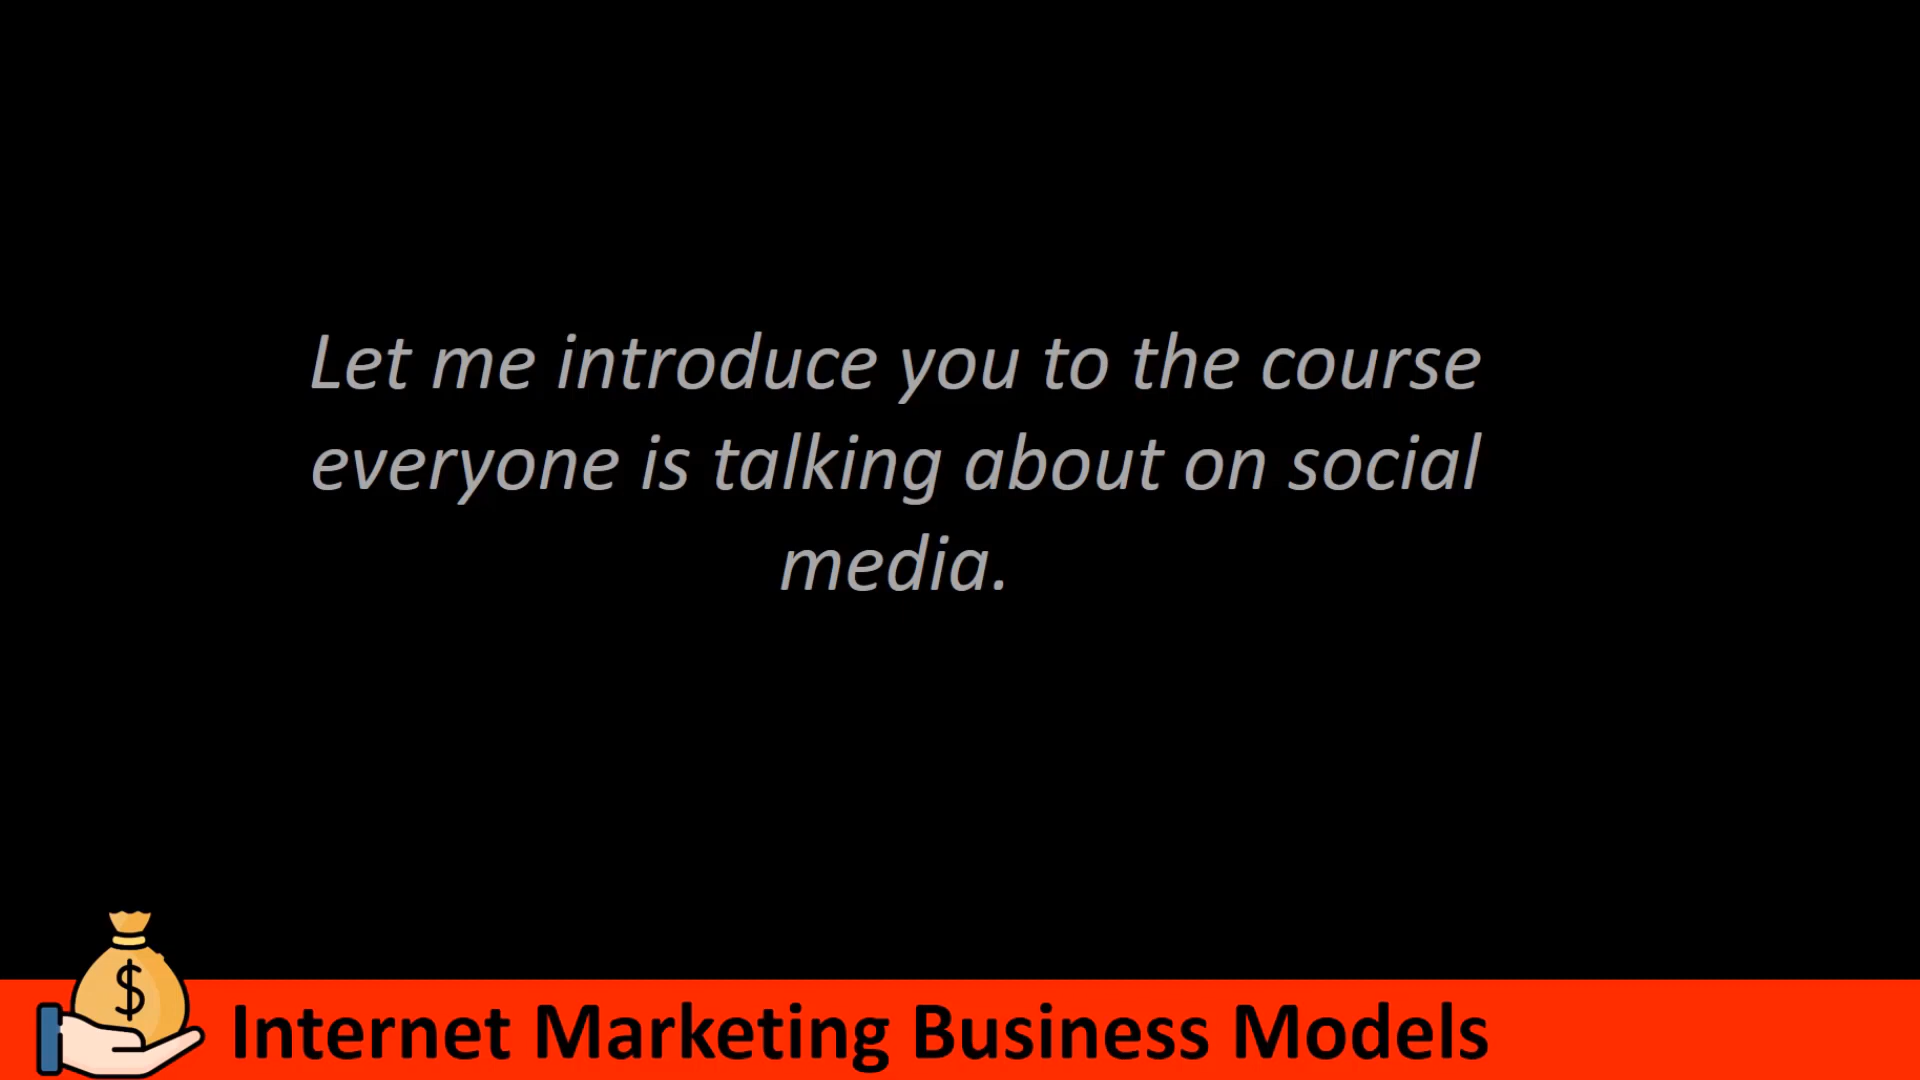 Let me introduce you to the course
everyone is talking about on social
media.
$
Internet Marketing Business Models